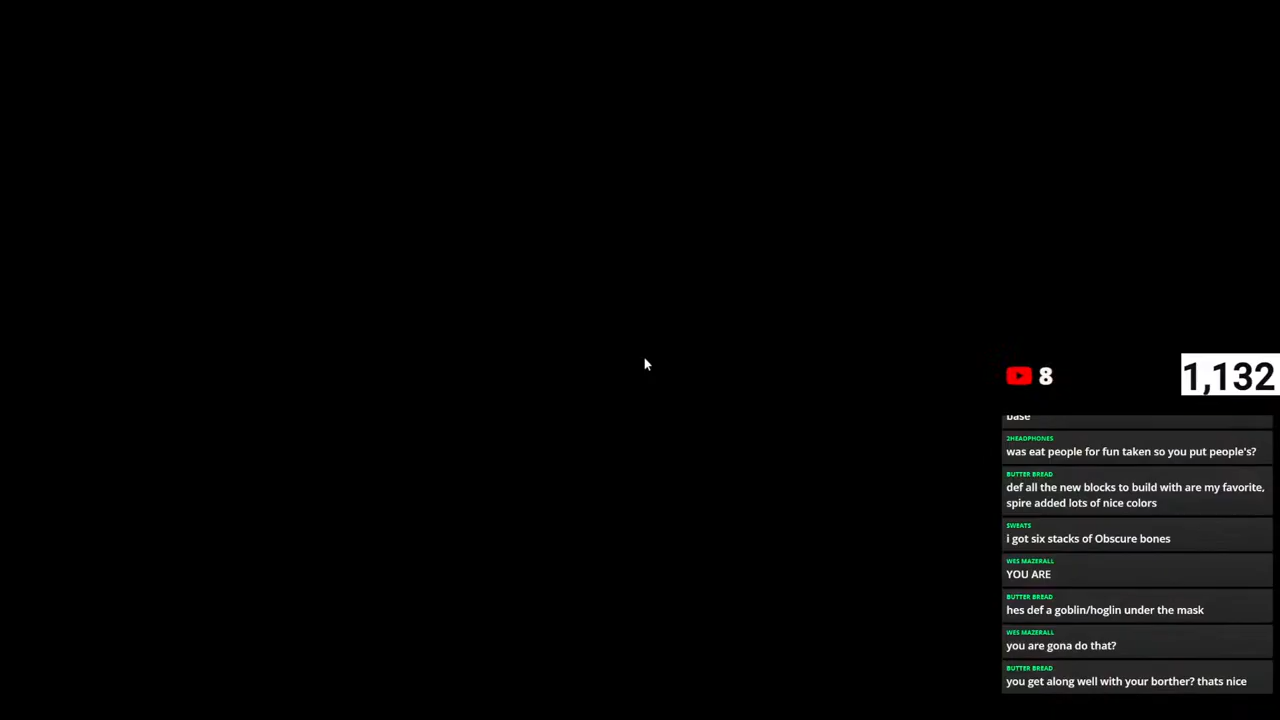 8
1,132
base
2HEADPHONES
was eat people for fun taken so you put people's?
BUTTER BREAD
def all the new blocks to build with are my favorite,
spire added lots of nice colors
SWEATS
i got six stacks of Obscure bones
WES MAZERALL
YOU ARE
BUTTER BREAD
hes def a goblin/hoglin under the mask
WES MAZERALL
you are gona do that?
BUTTER BREAD
you get along well with your borther? thats nice